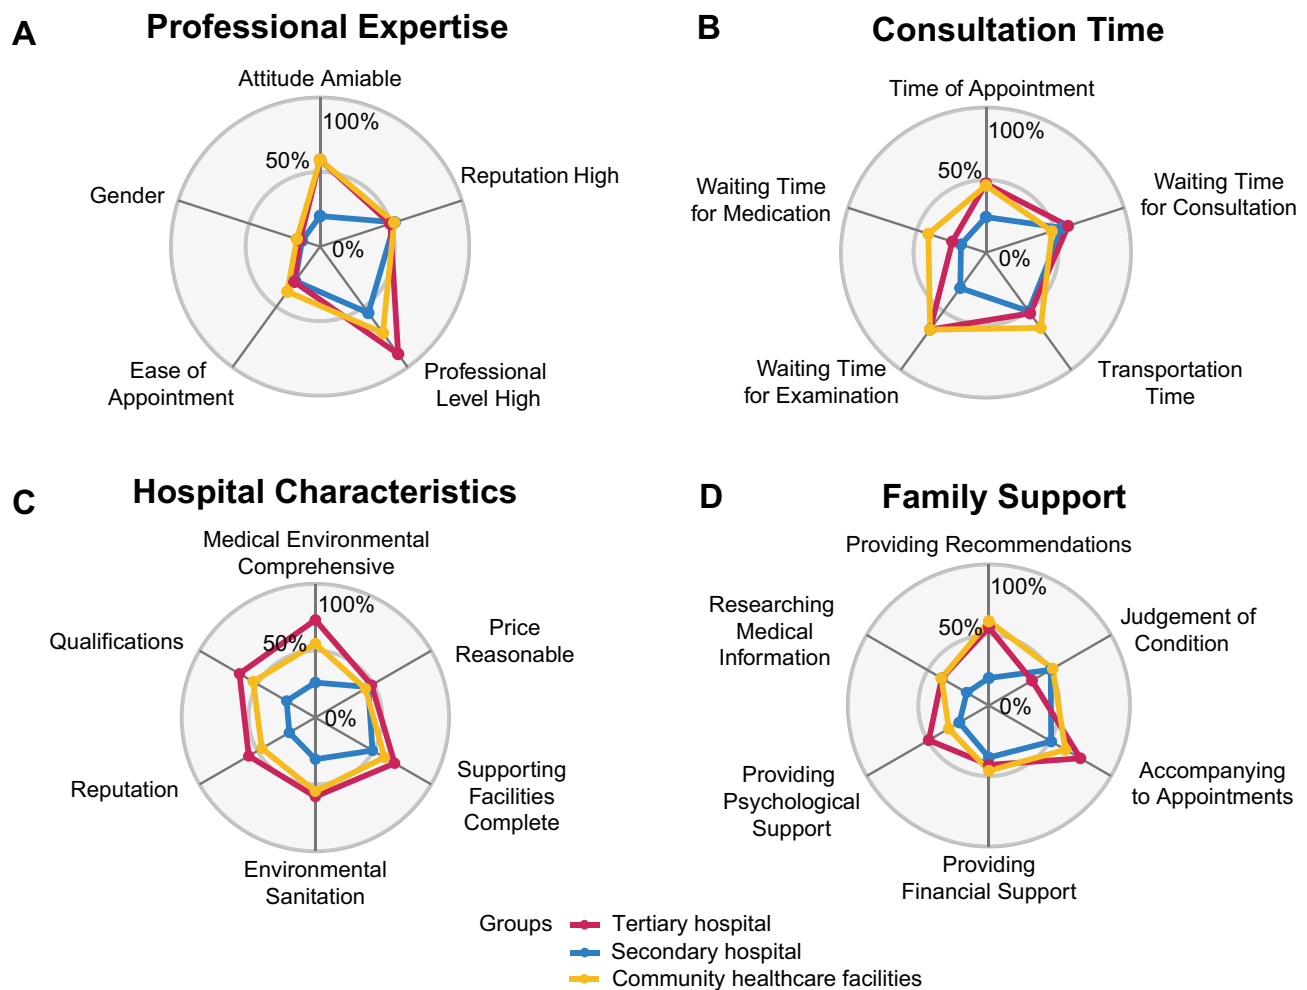 A
Professional Expertise
Attitude Amiable
100%
50%
Reputation High
Gender
0%
Ease of
Appointment
Professional
Level High
B
Consultation Time
Time of Appointment
100%
50%
Waiting Time
for Medication
Waiting Time
for Consultation
0%
Waiting Time
for Examination
Transportation
Time
C
Hospital Characteristics
Medical Environmental
Comprehensive
100%
50%
Qualifications
Price
Reasonable
0%
Reputation
Supporting
Facilities
Complete
Environmental
Sanitation
D
Family Support
Providing Recommendations
100%
50%
Researching
Medical
Information
Judgement of
Condition
0%
Providing
Psychological
Support
Accompanying
to Appointments
Providing
Financial Support
Groups
Tertiary hospital
Secondary hospital
Community healthcare facilities